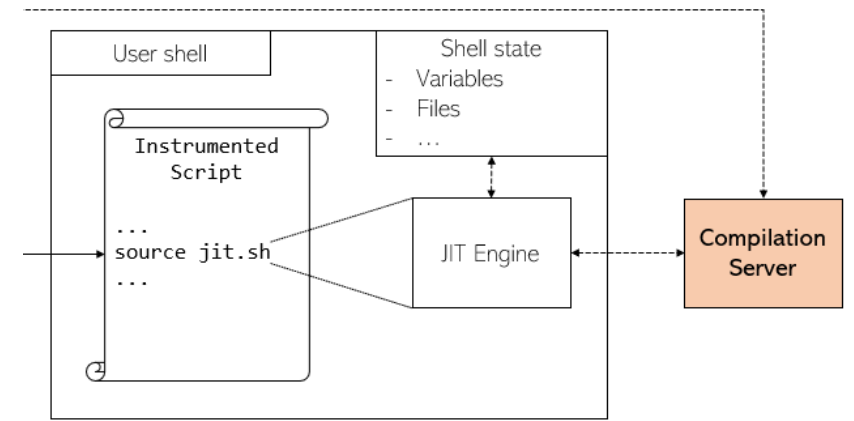 User shell
Shell state
- Variables
- Files
- ...
Instrumented
Script
...
source jit.sh
...
JIT Engine
Compilation
Server